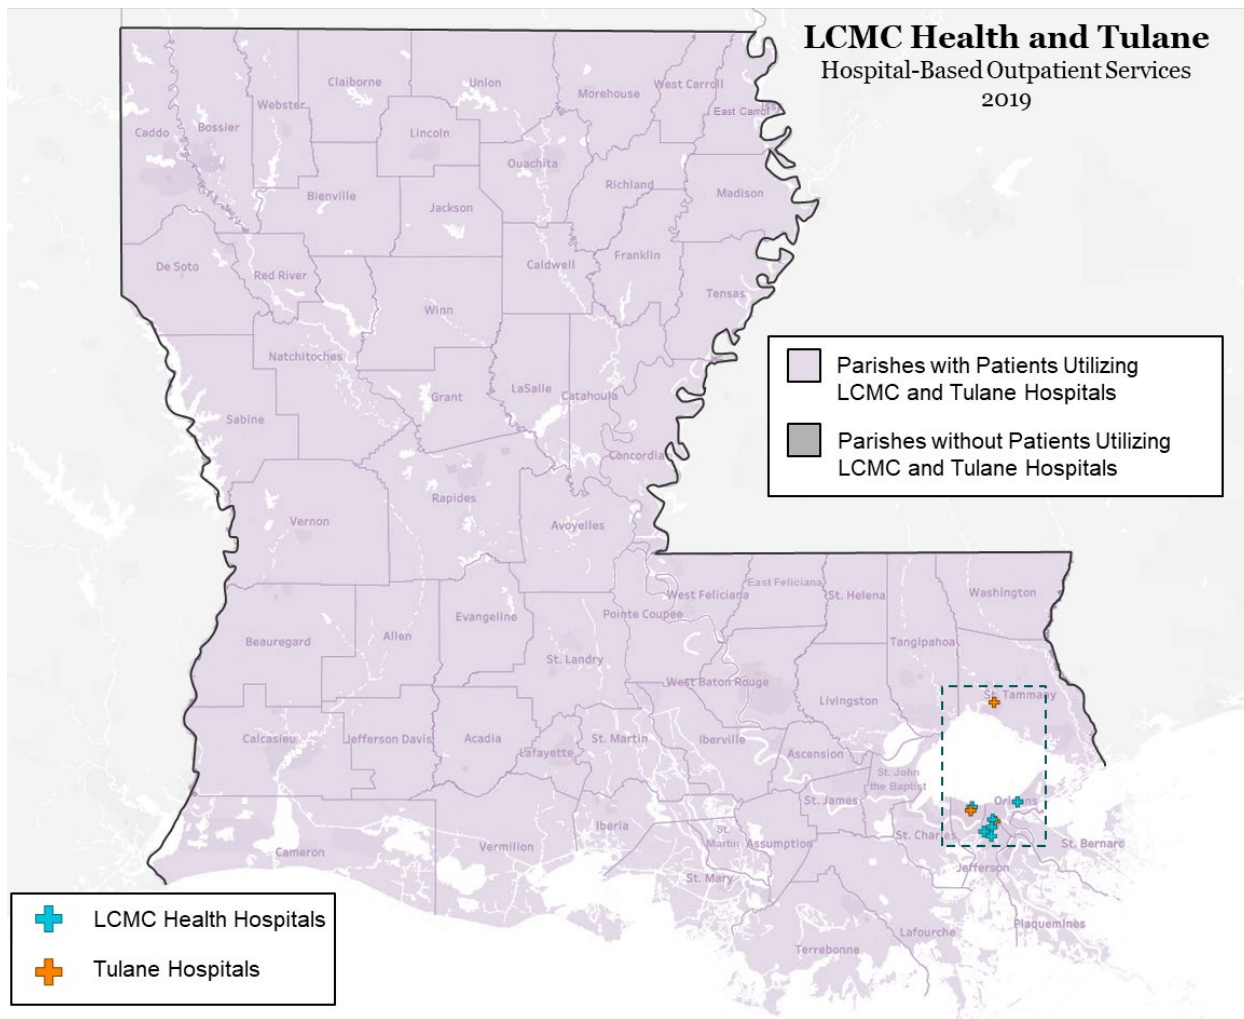 LCMC Health and Tulane
Hospital-Based Outpatient Services
2019
Claiborne
Union
Morehouse
West Carroll
East Carrol
Webster
Bossier
Caddo
Lincoln
Ouachita
Richland
Madison
Bienville
Jackson
Franklin
Caldwell
De Soto
Red River
Tensas
Winn
Natchitoches
LaSalle
Catahoula
Grant
Sabine
Concordia
Rapides
Vernon
Avoyelles
Parishes with Patients Utilizing
LCMC and Tulane Hospitals
Parishes without Patients Utilizing
LCMC and Tulane Hospitals
East Feliciana
West Feliciana
St. Helena
Washington
Pointe Coupee
Evangeline
Allen
Beauregard
Tangipahoa
St. Landry
West Baton Rouge
Livingston
St. Tammany
Calcasieu
Jefferson Davis
Acadia
Lafayette
St. Martin
Iberville
Ascension
St. John
the Baptist
St. James
Orleans
Iberia
St.
Martin
Assumption
St. Charles
St. Bernard
Cameron
Vermilion
St. Mary
Jefferson
Plaquemines
Lafourche
Terrebonne
LCMC Health Hospitals
Tulane Hospitals